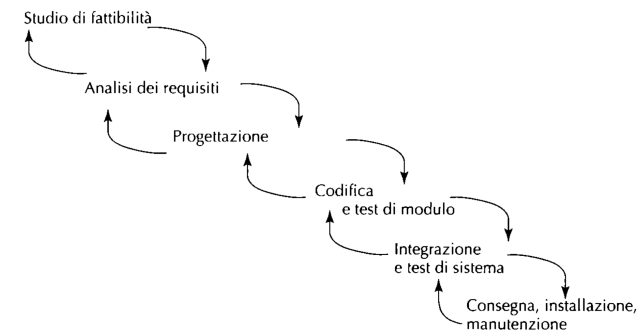 Studio di fattibilità
Analisi dei requisiti
Progettazione
Codifica
e test di modulo
Integrazione
e test di sistema
Consegna, installazione,
manutenzione